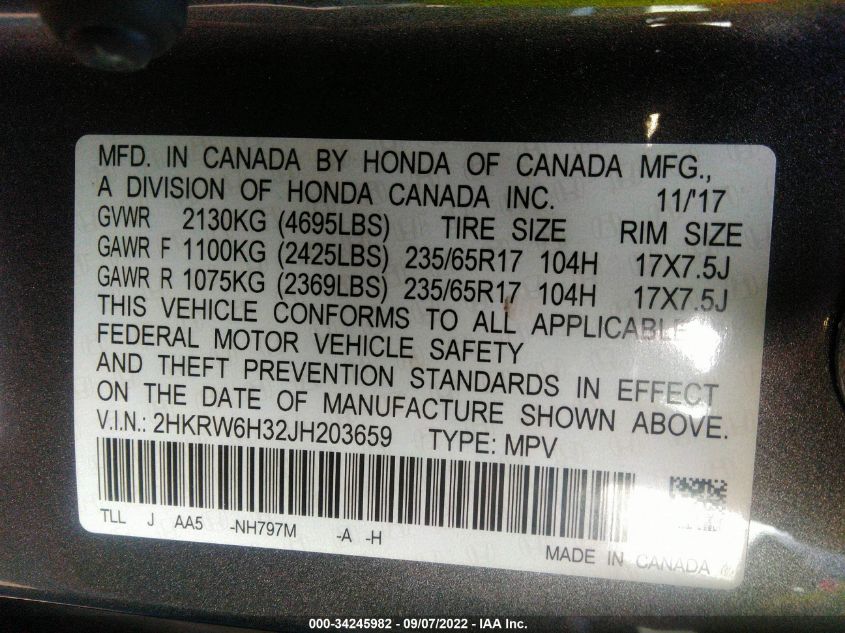 MFD. IN CANADA BY HONDA OF CANADA MFG.,
A DIVISION OF HONDA CANADA INC. 11/'17
GVWR 2130KG (4695LBS) TIRE SIZE RIM SIZE
GAWR F 1100KG (2425LBS) 235/65R17 104H 17X7.5J
GAWR R 1075KG (2369LBS) 235/65R17 104H 17X7.5J
THIS VEHICLE CONFORMS TO ALL APPLICABLE
FEDERAL MOTOR VEHICLE SAFETY
AND THEFT PREVENTION STANDARDS IN EFFECT
ON THE DATE OF MANUFACTURE SHOWN ABOVE.
V.I.N.: 2HKRW6H32JH203659 TYPE: MPV
TLL J AA5 -NH797M -A -H
MADE IN CANADA
000-34245982 - 09/07/2022 - IAA Inc.